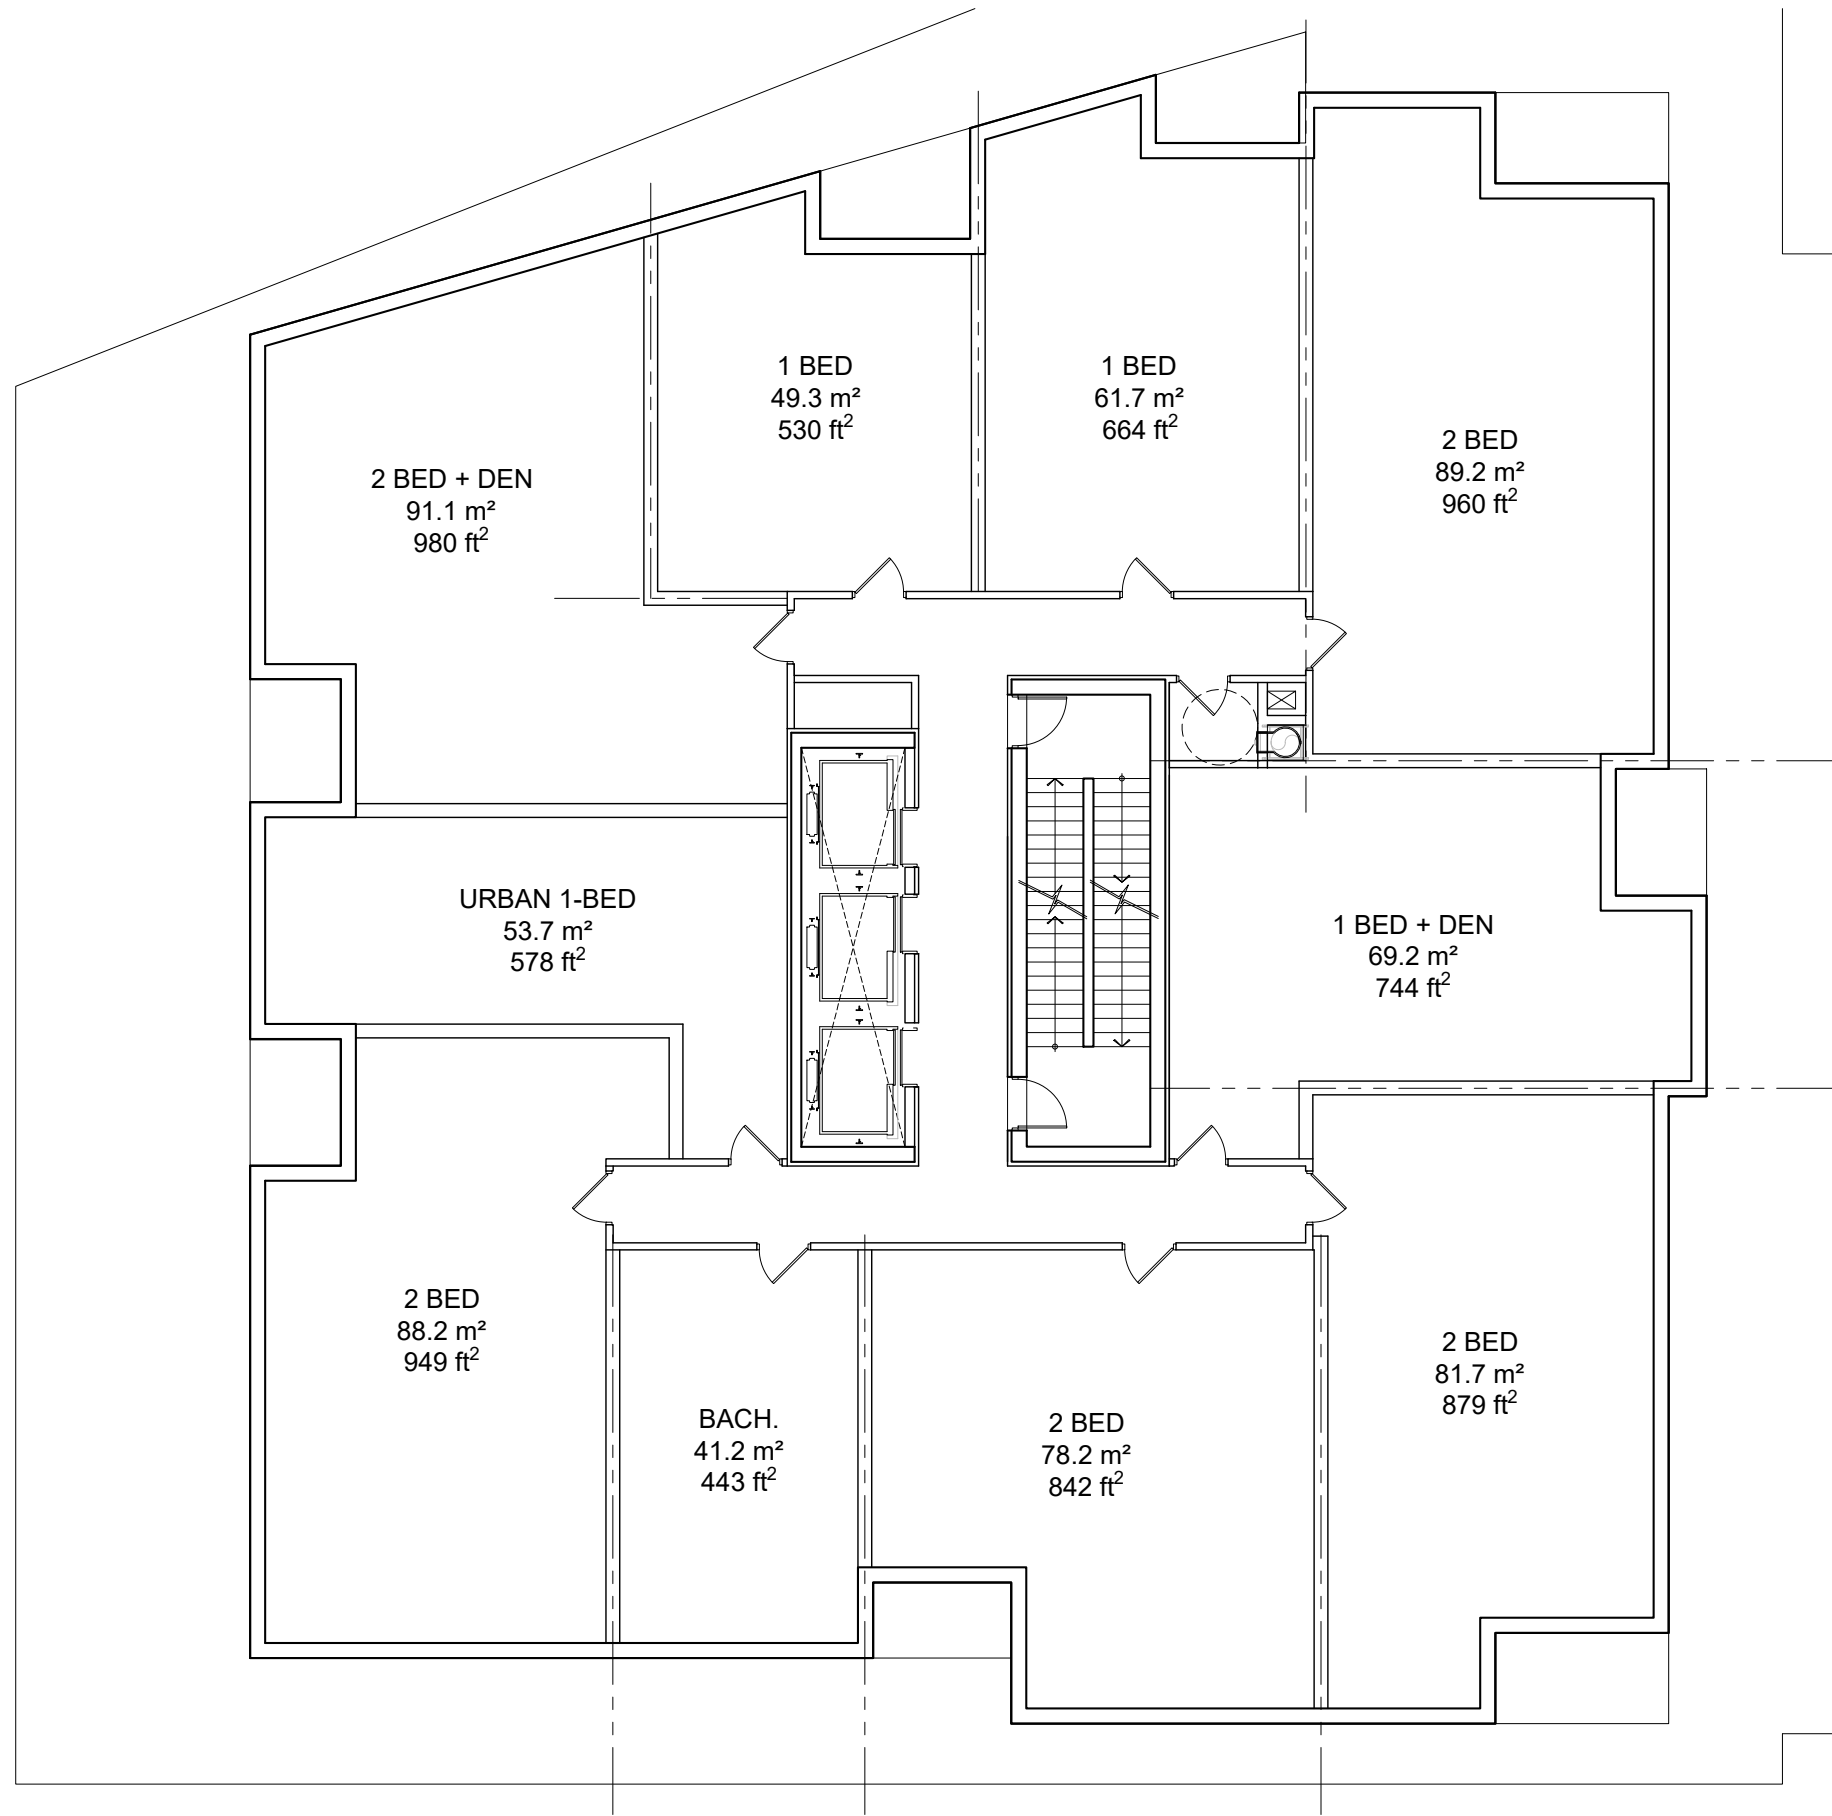 1 BED
49.3 m²
530 ft²
1 BED
61.7 m²
664 ft²
2 BED
89.2 m²
960 ft²
2 BED + DEN
91.1 m²
980 ft²
URBAN 1-BED
53.7 m²
578 ft²
1 BED + DEN
69.2 m²
744 ft²
2 BED
88.2 m²
949 ft²
BACH.
41.2 m²
443 ft²
2 BED
78.2 m²
842 ft²
2 BED
81.7 m²
879 ft²